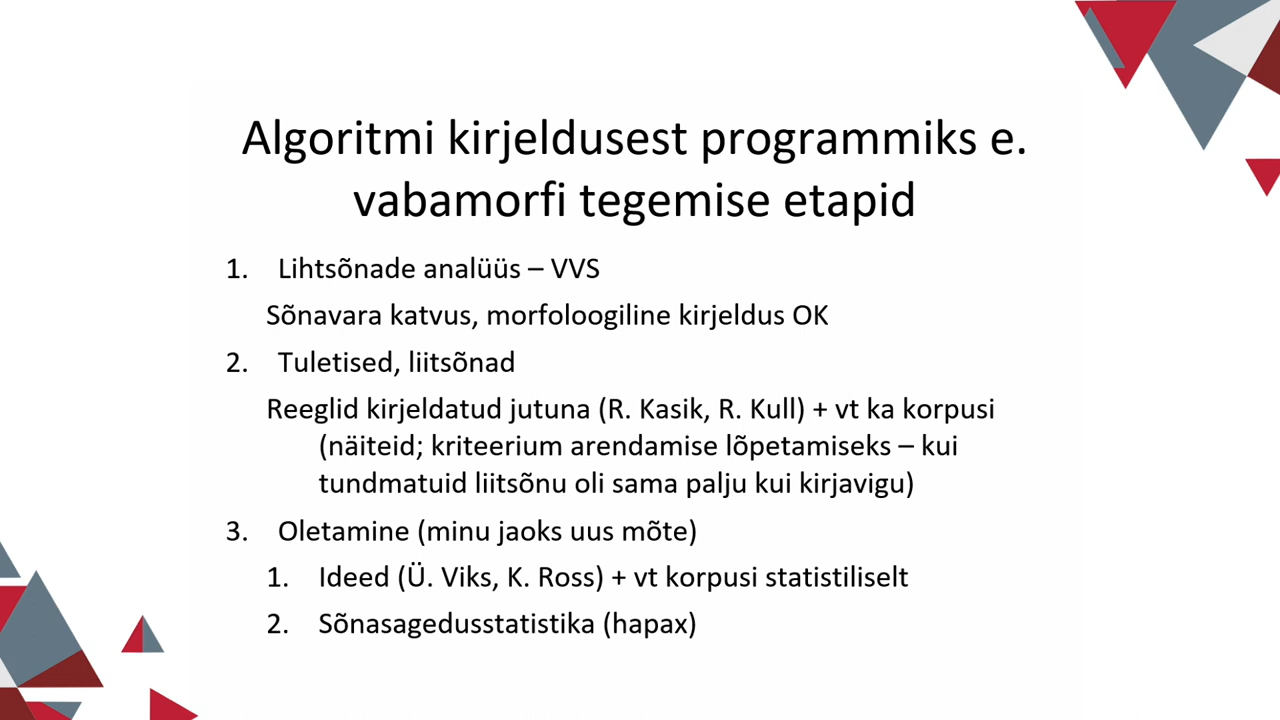 Algoritmi kirjeldusest programmiks e.
vabamorfi tegemise etapid
1. Lihtsõnade analüüs – VVS
Sõnavara katvus, morfoloogiline kirjeldus OK
2. Tuletised, liitsõnad
Reeglid kirjeldatud jutuna (R. Kasik, R. Kull) + vt ka korpusi
(näiteid; kriteerium arendamise lõpetamiseks – kui
tundmatuid liitsõnu oli sama palju kui kirjavigu)
3. Oletamine (minu jaoks uus mõte)
1. Ideed (Ü. Viks, K. Ross) + vt korpusi statistiliselt
2. Sõnasagedusstatistika (hapax)